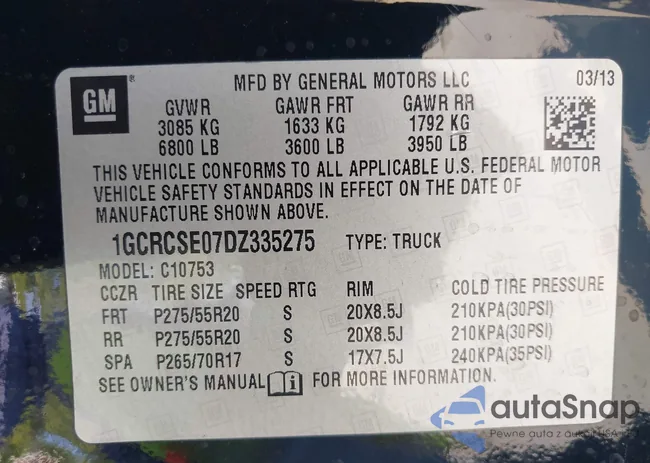 GM ® MFD BY GENERAL MOTORS LLC 03/13
GVWR GAWR FRT GAWR RR
3085 KG 1633 KG 1792 KG
6800 LB 3600 LB 3950 LB
THIS VEHICLE CONFORMS TO ALL APPLICABLE U.S. FEDERAL MOTOR
VEHICLE SAFETY STANDARDS IN EFFECT ON THE DATE OF
MANUFACTURE SHOWN ABOVE.
1GCRCSE07DZ335275 TYPE: TRUCK
MODEL: C10753
CCZR TIRE SIZE SPEED RTG RIM COLD TIRE PRESSURE
FRT P275/55R20 S 20X8.5J 210KPA(30PSI)
RR P275/55R20 S 20X8.5J 210KPA(30PSI)
SPA P265/70R17 S 17X7.5J 240KPA(35PSI)
SEE OWNER'S MANUAL FOR MORE INFORMATION.
autaSnap
Pewne auta z aukcji USA